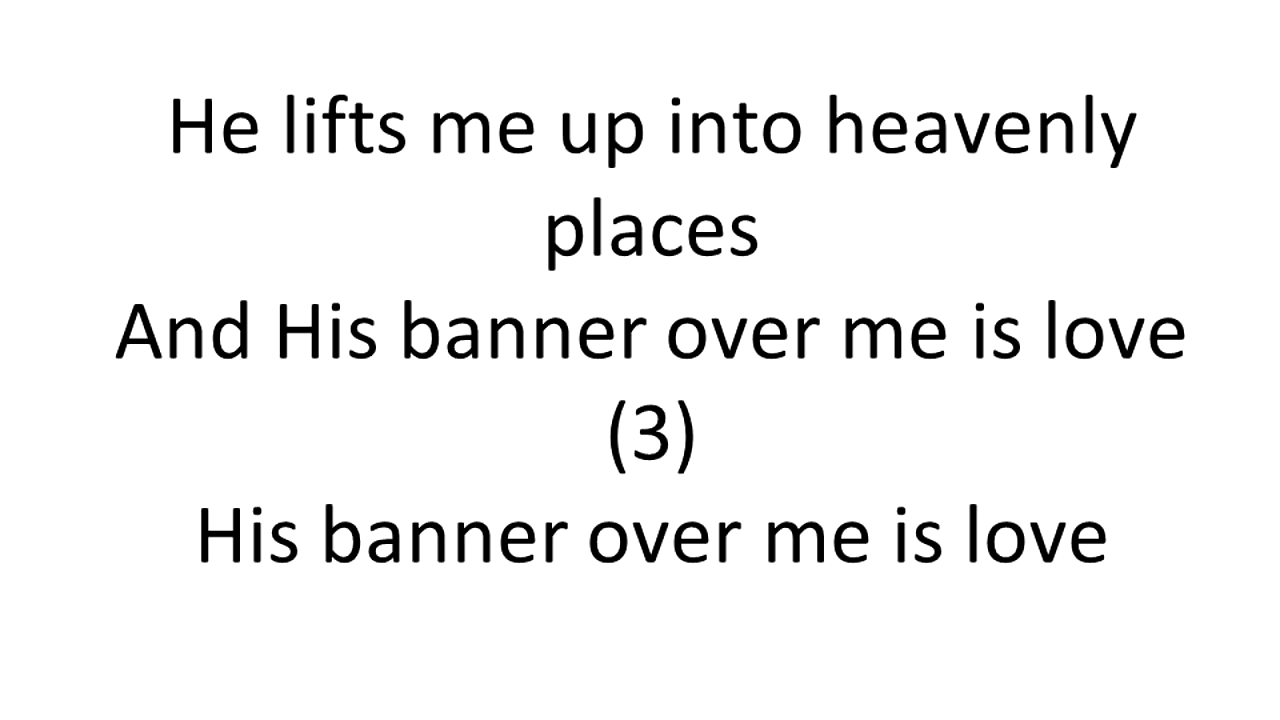 He lifts me up into heavenly
places
And His banner over me is love
(3)
His banner over me is love